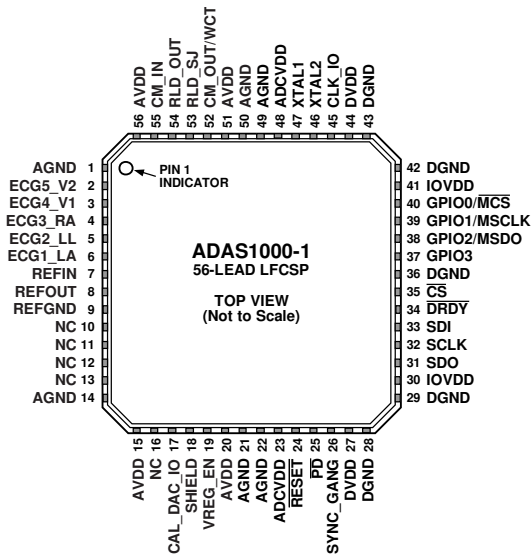 56 AVDD
55 CM_IN
54 RLD_OUT
53 RLD_SJ
52 CM_OUT/WCT
51 AVDD
50 AGND
49 AGND
48 ADCVDD
47 XTAL1
46 XTAL2
45 CLK_IO
44 DVDD
43 DGND
AGND 1
ECG5_V2 2
ECG4_V1 3
ECG3_RA 4
ECG2_LL 5
ECG1_LA 6
REFIN 7
REFOUT 8
REFGND 9
NC 10
NC 11
NC 12
NC 13
AGND 14
PIN 1
INDICATOR
ADAS1000-1
56-LEAD LFCSP
TOP VIEW
(Not to Scale)
42 DGND
41 IOVDD
40 GPIO0/M̅C̅S̅
39 GPIO1/MSCLK
38 GPIO2/MSDO
37 GPIO3
36 DGND
35 C̅S̅
34 D̅R̅D̅Y̅
33 SDI
32 SCLK
31 SDO
30 IOVDD
29 DGND
AVDD 15
NC 16
CAL_DAC_IO 17
SHIELD 18
VREG_EN 19
AVDD 20
AGND 21
AGND 22
ADCVDD 23
R̅E̅S̅E̅T̅ 24
P̅D̅ 25
SYNC_GANG 26
DVDD 27
DGND 28